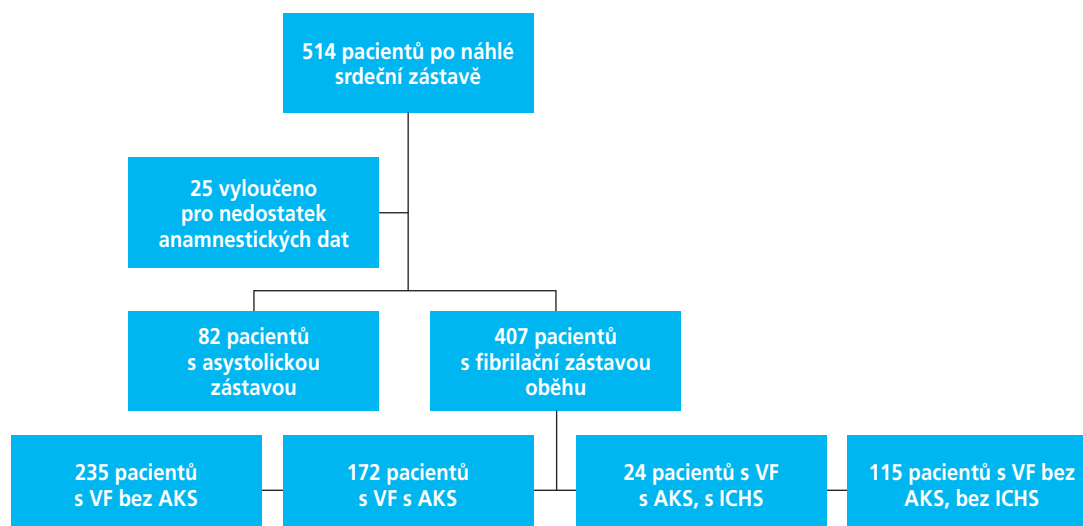 514 pacientů po náhlé
srdeční zástavě
25 vyloučeno
pro nedostatek
anamnestických dat
82 pacientů
s asystolickou
zástavou
407 pacientů
s fibrilační zástavou
oběhu
235 pacientů
s VF bez AKS
172 pacientů
s VF s AKS
24 pacientů s VF
s AKS, s ICHS
115 pacientů s VF bez
AKS, bez ICHS